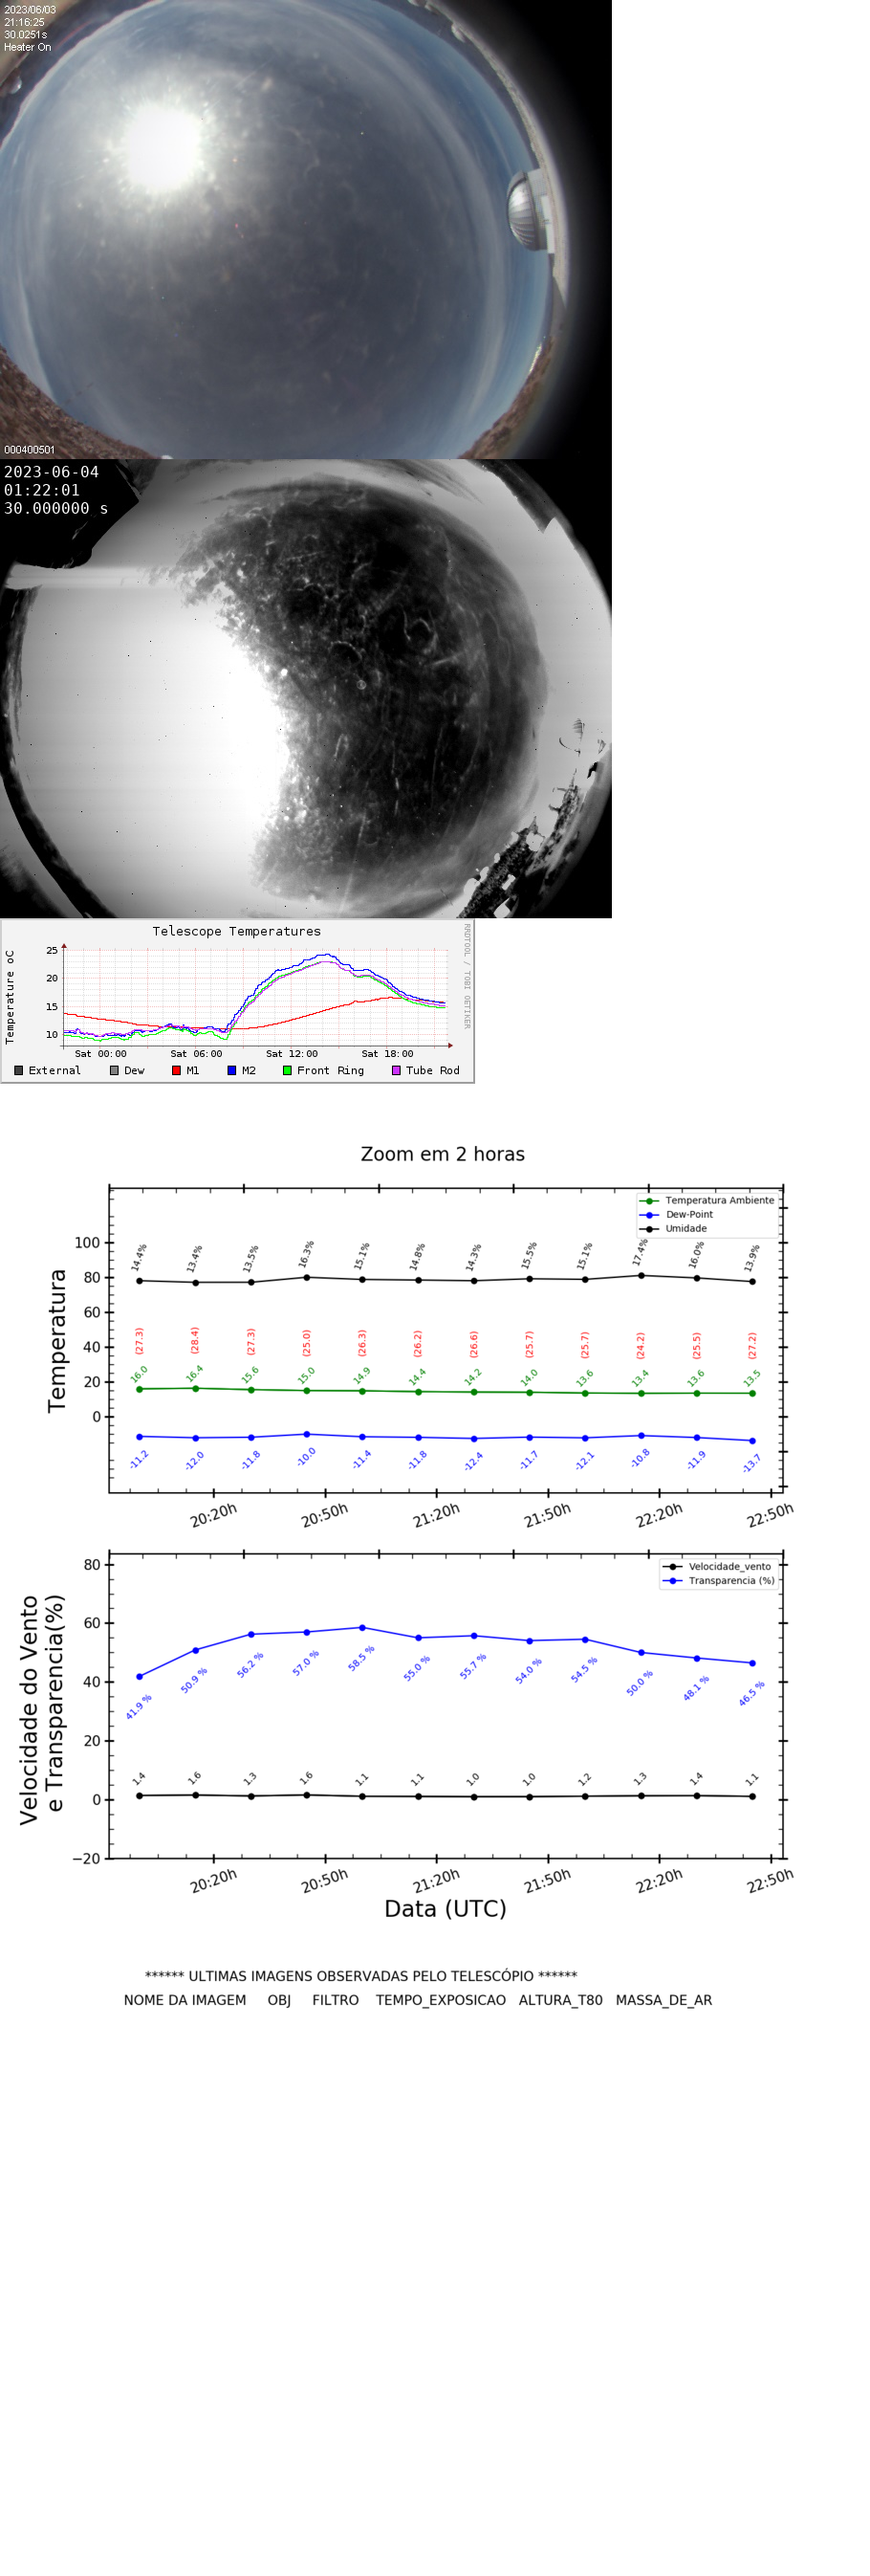 2023/06/03
21:16:25
30.0251s
Heater On
000400501
2023-06-04
01:22:01
30.000000 s
Telescope Temperatures
Temperature oC
RRDTOOL / TOBI OETIKER
25
20
15
10
Sat 00:00 Sat 06:00 Sat 12:00 Sat 18:00
External Dew M1 M2 Front Ring Tube Rod
Zoom em 2 horas
Temperatura
Temperatura Ambiente
Dew-Point
Umidade
100
80
60
40
20
0
14.4% 13.4% 13.5% 16.3% 15.1% 14.8% 14.3% 15.5% 15.1% 17.4% 16.0% 13.9%
(27.3) (28.4) (27.3) (25.0) (26.3) (26.2) (26.6) (25.7) (25.7) (24.2) (25.5) (27.2)
16.0 16.4 15.6 15.0 14.9 14.4 14.2 14.0 13.6 13.4 13.6 13.5
-11.2 -12.0 -11.8 -10.0 -11.4 -11.8 -12.4 -11.7 -12.1 -10.8 -11.9 -13.7
20:20h 20:50h 21:20h 21:50h 22:20h 22:50h
Velocidade do Vento
e Transparencia(%)
Velocidade_vento
Transparencia (%)
80
60
40
20
0
−20
41.9 % 50.9 % 56.2 % 57.0 % 58.5 % 55.0 % 55.7 % 54.0 % 54.5 % 50.0 % 48.1 % 46.5 %
1.4 1.6 1.3 1.6 1.1 1.1 1.0 1.0 1.2 1.3 1.4 1.1
20:20h 20:50h 21:20h 21:50h 22:20h 22:50h
Data (UTC)
****** ULTIMAS IMAGENS OBSERVADAS PELO TELESCÓPIO ******
NOME DA IMAGEM OBJ FILTRO TEMPO_EXPOSICAO ALTURA_T80 MASSA_DE_AR